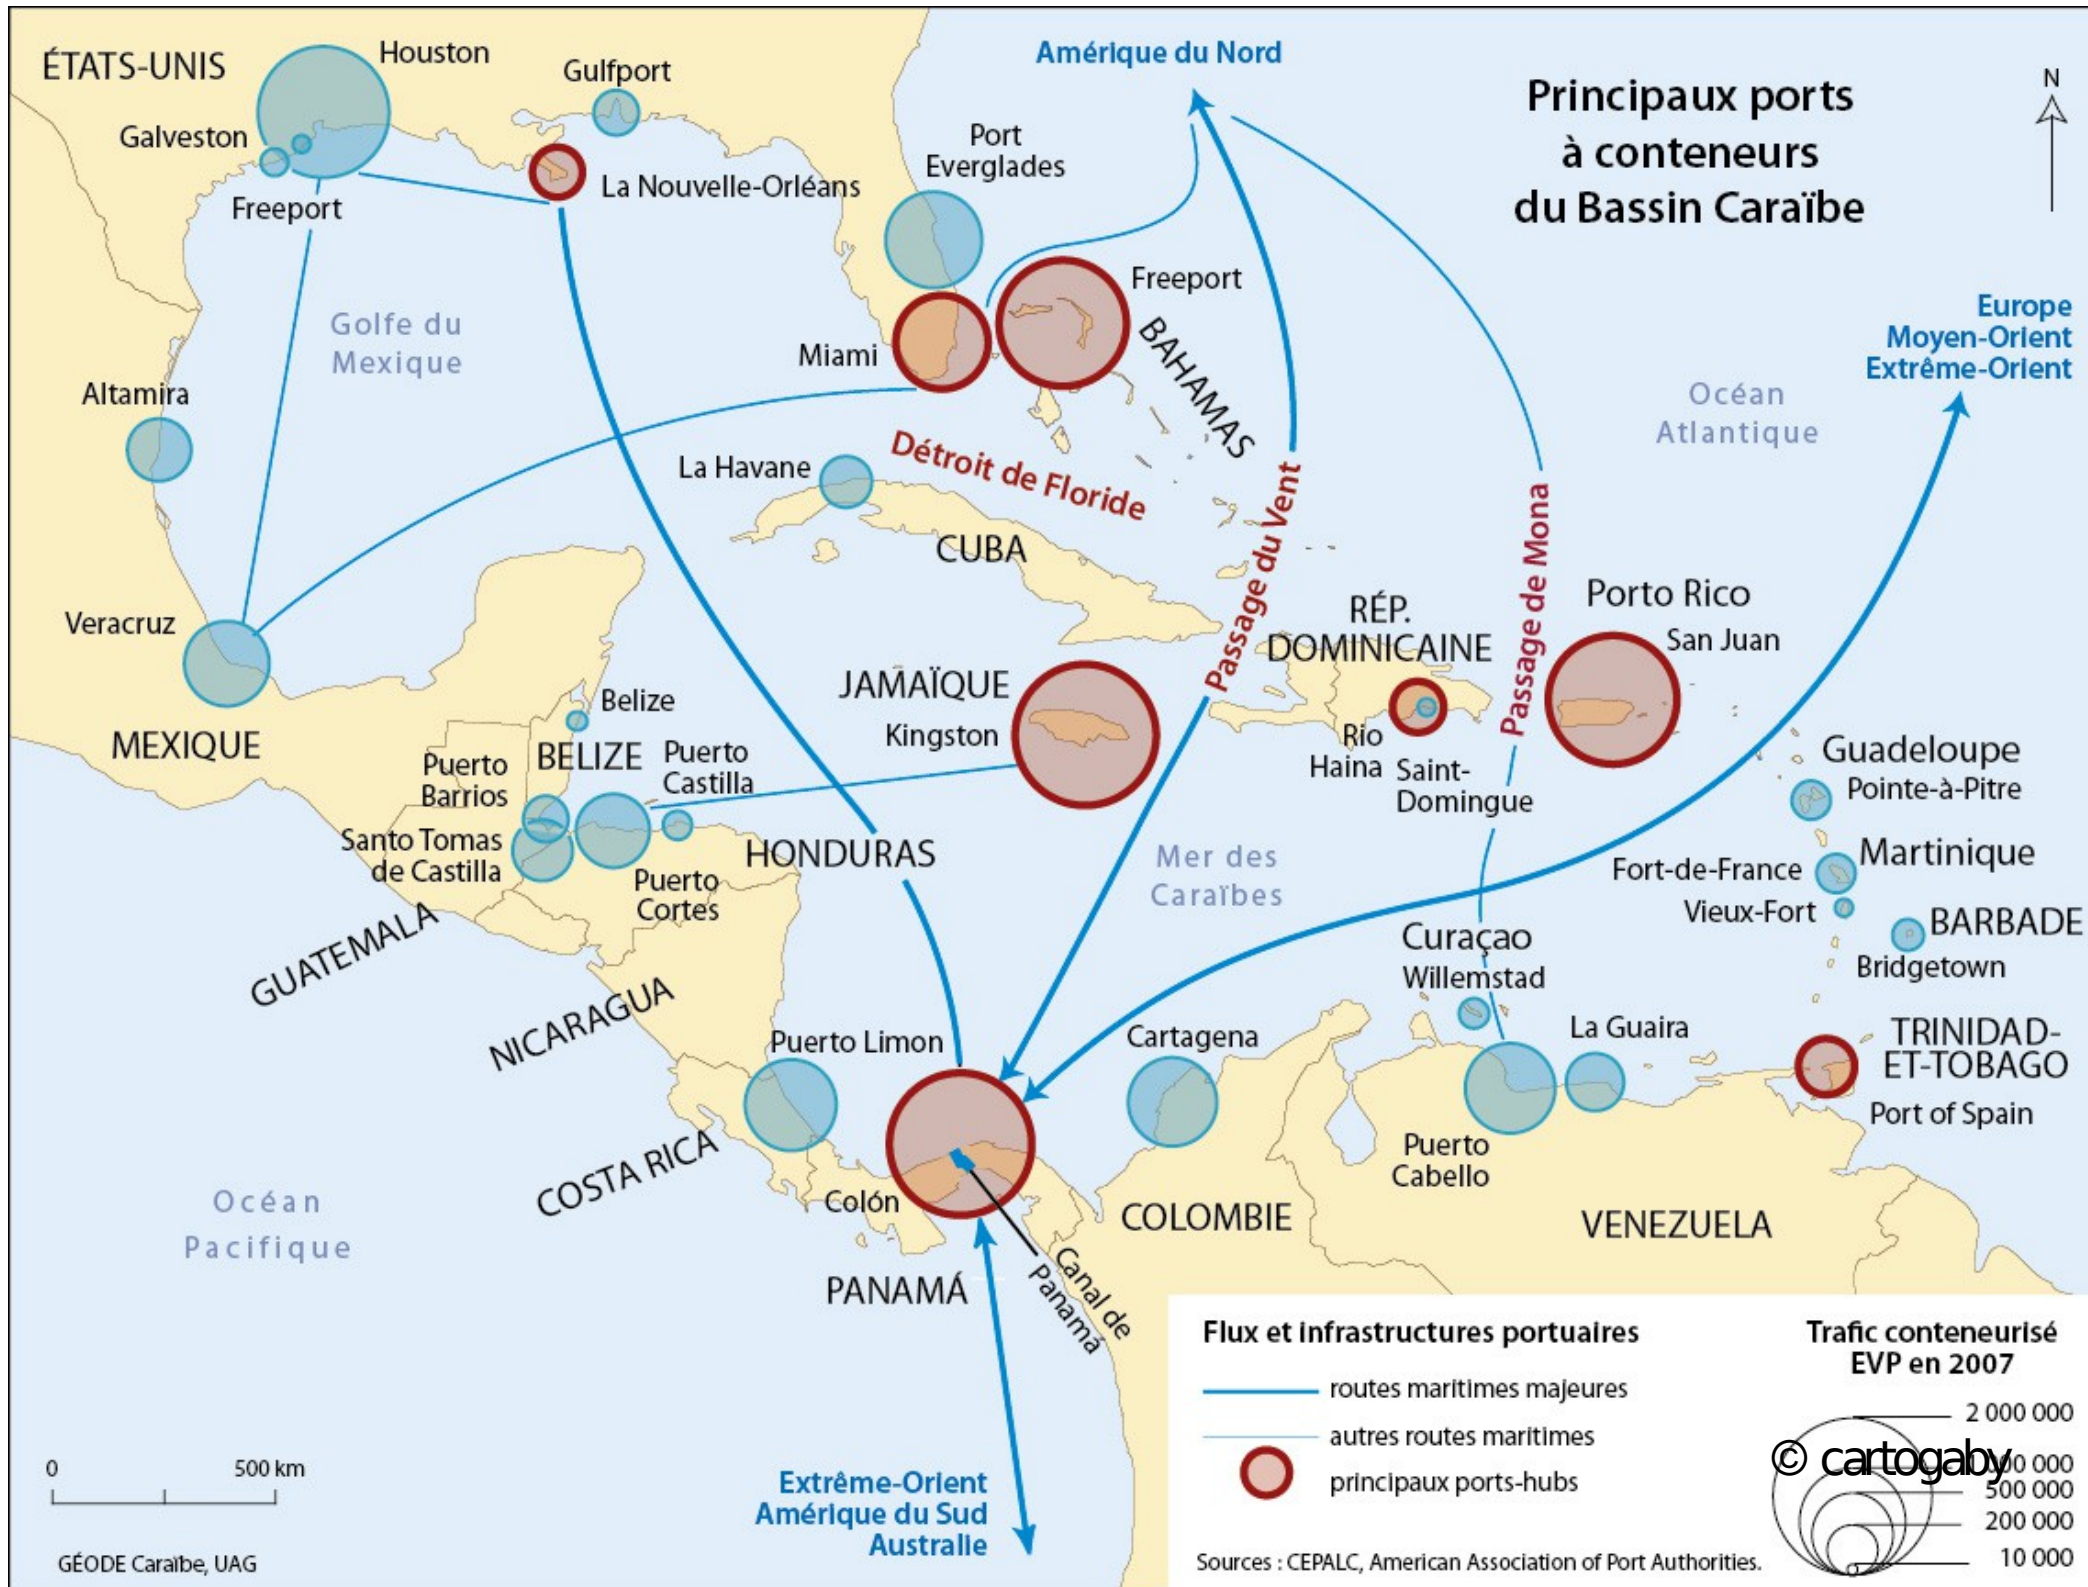 Principaux ports
à conteneurs
du Bassin Caraïbe
N
Amérique du Nord
Europe
Moyen-Orient
Extrême-Orient
ÉTATS-UNIS
Houston
Gulfport
Galveston
Freeport
La Nouvelle-Orléans
Port
Everglades
Freeport
BAHAMAS
Miami
Golfe du
Mexique
Altamira
Océan
Atlantique
La Havane
Détroit de Floride
CUBA
Passage du Vent
Passage de Mona
Veracruz
MEXIQUE
RÉP.
DOMINICAINE
Porto Rico
San Juan
JAMAÏQUE
Kingston
Rio
Haina
Saint-
Domingue
Belize
BELIZE
Puerto
Barrios
Puerto
Castilla
Santo Tomas
de Castilla
Puerto
Cortes
HONDURAS
GUATEMALA
NICARAGUA
Mer des
Caraïbes
Guadeloupe
Pointe-à-Pitre
Martinique
Fort-de-France
Vieux-Fort
BARBADE
Bridgetown
Curaçao
Willemstad
La Guaira
TRINIDAD-
ET-TOBAGO
Port of Spain
Puerto Limon
Cartagena
Puerto
Cabello
COSTA RICA
Colón
PANAMÁ
Canal de
Panamá
COLOMBIE
VENEZUELA
Océan
Pacifique
Extrême-Orient
Amérique du Sud
Australie
0 500 km
GÉODE Caraïbe, UAG
Flux et infrastructures portuaires
routes maritimes majeures
autres routes maritimes
principaux ports-hubs
Trafic conteneurisé
EVP en 2007
2 000 000
© cartogaby
500 000
200 000
10 000
Sources : CEPALC, American Association of Port Authorities.